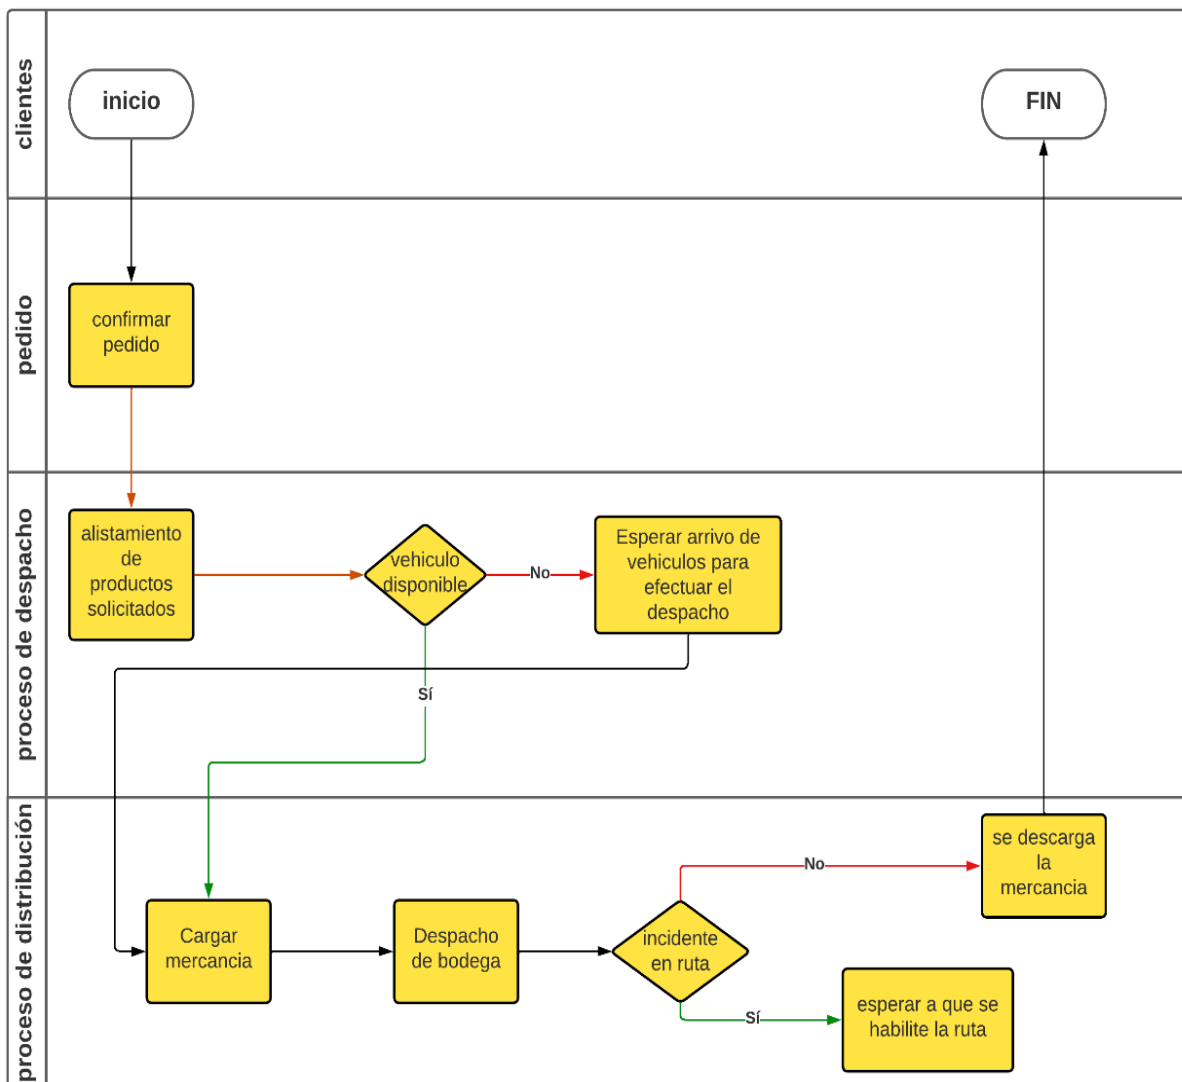 clientes
inicio
FIN
pedido
confirmar
pedido
proceso de despacho
alistamiento
de
productos
solicitados
vehiculo
disponible
No
Esperar arrivo de
vehiculos para
efectuar el
despacho
Sí
proceso de distribución
Cargar
mercancia
Despacho
de bodega
incidente
en ruta
No
se descarga
la
mercancia
Sí
esperar a que se
habilite la ruta